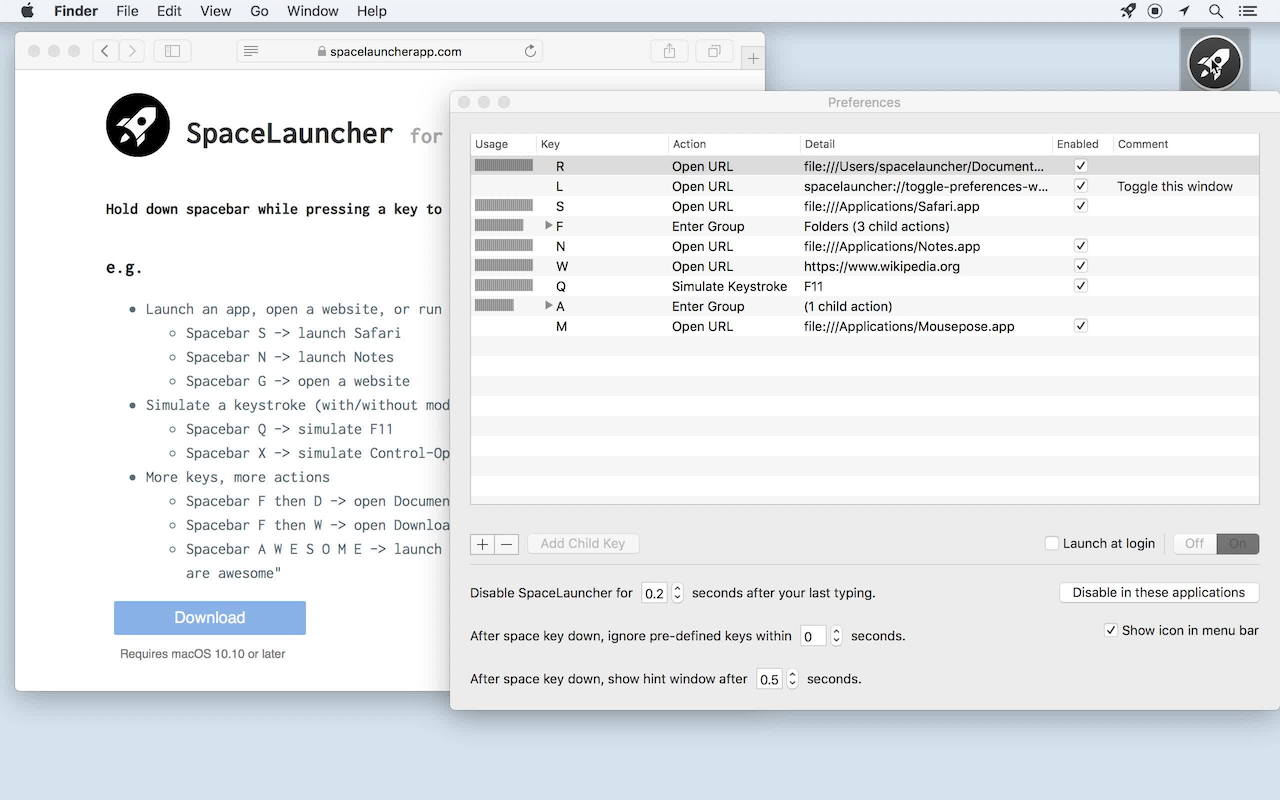 Finder File Edit View Go Window Help
spacelauncherapp.com
SpaceLauncher for
Hold down spacebar while pressing a key to
e.g.
• Launch an app, open a website, or run
Spacebar S -> launch Safari
Spacebar N -> launch Notes
Spacebar G -> open a website
• Simulate a keystroke (with/without mod
Spacebar Q -> simulate F11
Spacebar X -> simulate Control-Op
• More keys, more actions
Spacebar F then D -> open Documen
Spacebar F then W -> open Downloa
Spacebar A W E S O M E -> launch
are awesome"
Download
Requires macOS 10.10 or later
Preferences
Usage Key Action Detail Enabled Comment
R Open URL file:///Users/spacelauncher/Document...
L Open URL spacelauncher://toggle-preferences-w... Toggle this window
S Open URL file:///Applications/Safari.app
F Enter Group Folders (3 child actions)
N Open URL file:///Applications/Notes.app
W Open URL https://www.wikipedia.org
Q Simulate Keystroke F11
A Enter Group (1 child action)
M Open URL file:///Applications/Mousepose.app
+ − Add Child Key Launch at login Off On
Disable SpaceLauncher for 0.2 seconds after your last typing. Disable in these applications
After space key down, ignore pre-defined keys within 0 seconds. Show icon in menu bar
After space key down, show hint window after 0.5 seconds.